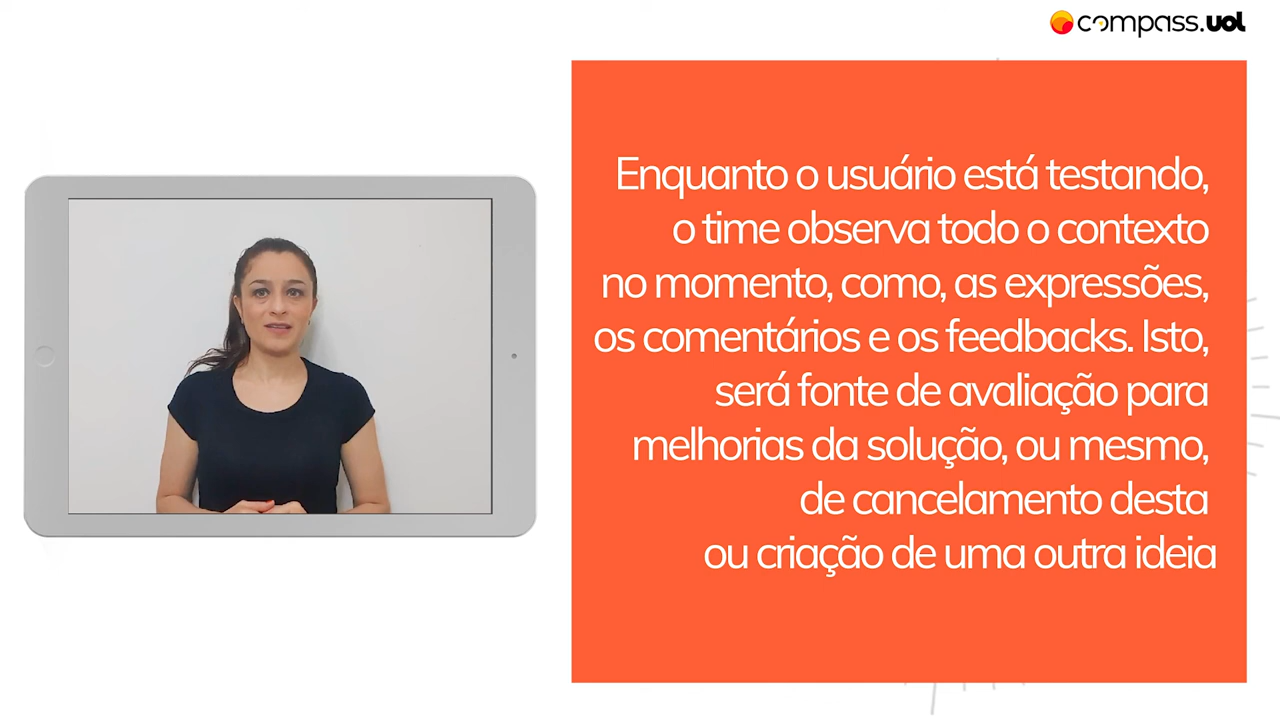 compass.uol
Enquanto o usuário está testando,
o time observa todo o contexto
no momento, como, as expressões,
os comentários e os feedbacks. Isto,
será fonte de avaliação para
melhorias da solução, ou mesmo,
de cancelamento desta
ou criação de uma outra ideia